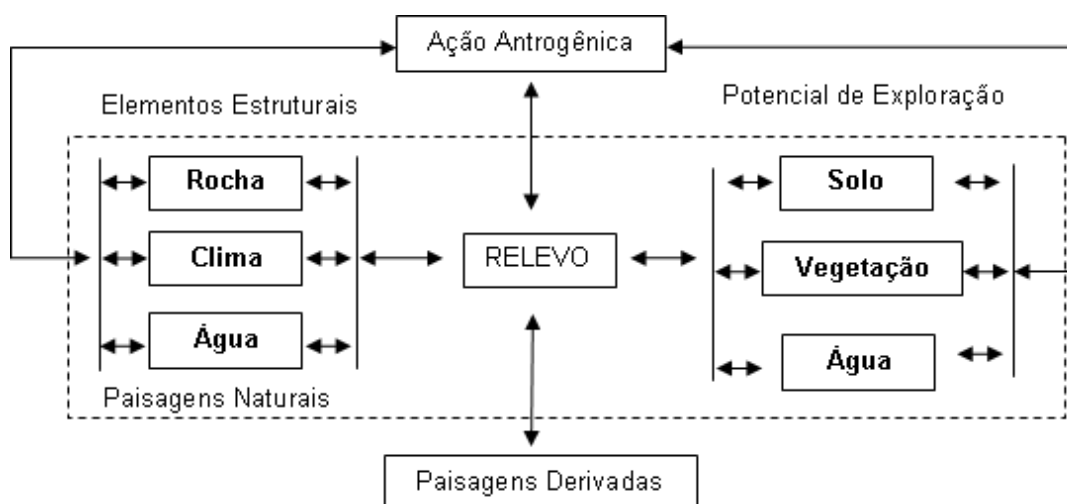 Ação Antrogênica
Elementos Estruturais
Potencial de Exploração
Rocha
Solo
Clima
RELEVO
Vegetação
Água
Água
Paisagens Naturais
Paisagens Derivadas